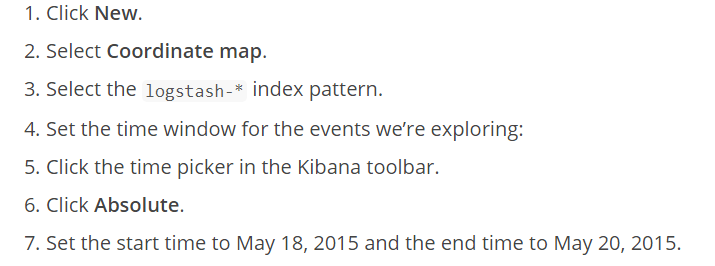 1. Click New.
2. Select Coordinate map.
3. Select the logstash-* index pattern.
4. Set the time window for the events we’re exploring:
5. Click the time picker in the Kibana toolbar.
6. Click Absolute.
7. Set the start time to May 18, 2015 and the end time to May 20, 2015.